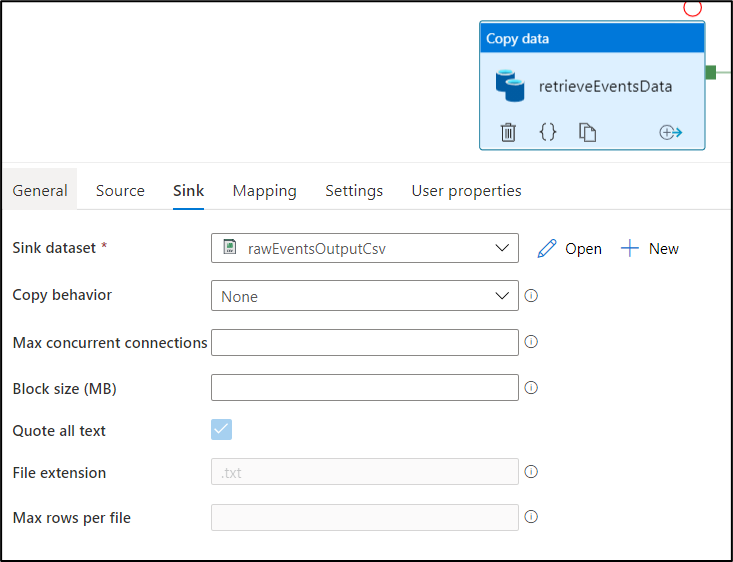 Copy data
retrieveEventsData
General Source Sink Mapping Settings User properties
Sink dataset * rawEventsOutputCsv Open New
Copy behavior None
Max concurrent connections
Block size (MB)
Quote all text
File extension .txt
Max rows per file